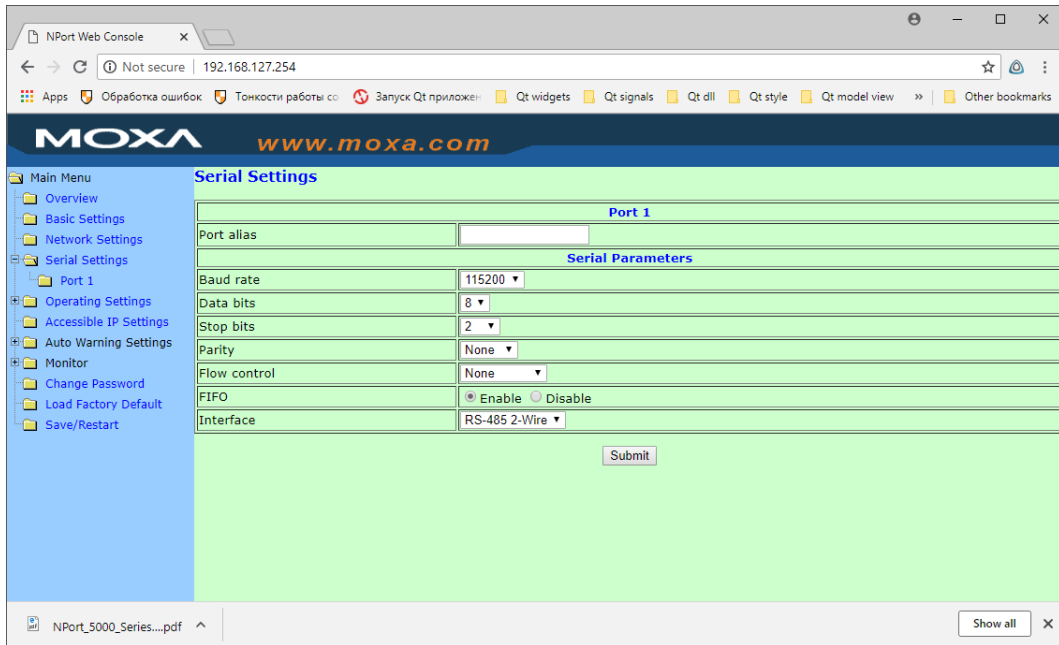 NPort Web Console
Not secure | 192.168.127.254
Apps Обработка ошибок Тонкости работы со Запуск Qt приложен Qt widgets Qt signals Qt dll Qt style Qt model view » Other bookmarks
MOXA www.moxa.com
Main Menu
Overview
Basic Settings
Network Settings
Serial Settings
Port 1
Operating Settings
Accessible IP Settings
Auto Warning Settings
Monitor
Change Password
Load Factory Default
Save/Restart
Serial Settings
Port 1
Port alias
Serial Parameters
Baud rate 115200
Data bits 8
Stop bits 2
Parity None
Flow control None
FIFO Enable Disable
Interface RS-485 2-Wire
Submit
NPort_5000_Series....pdf
Show all